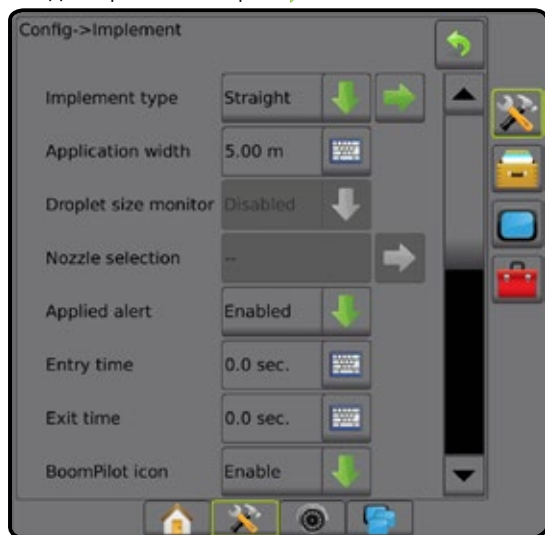 Config->Implement
Implement type Straight
Application width 5.00 m
Droplet size monitor Disabled
Nozzle selection --
Applied alert Enabled
Entry time 0.0 sec.
Exit time 0.0 sec.
BoomPilot icon Enable